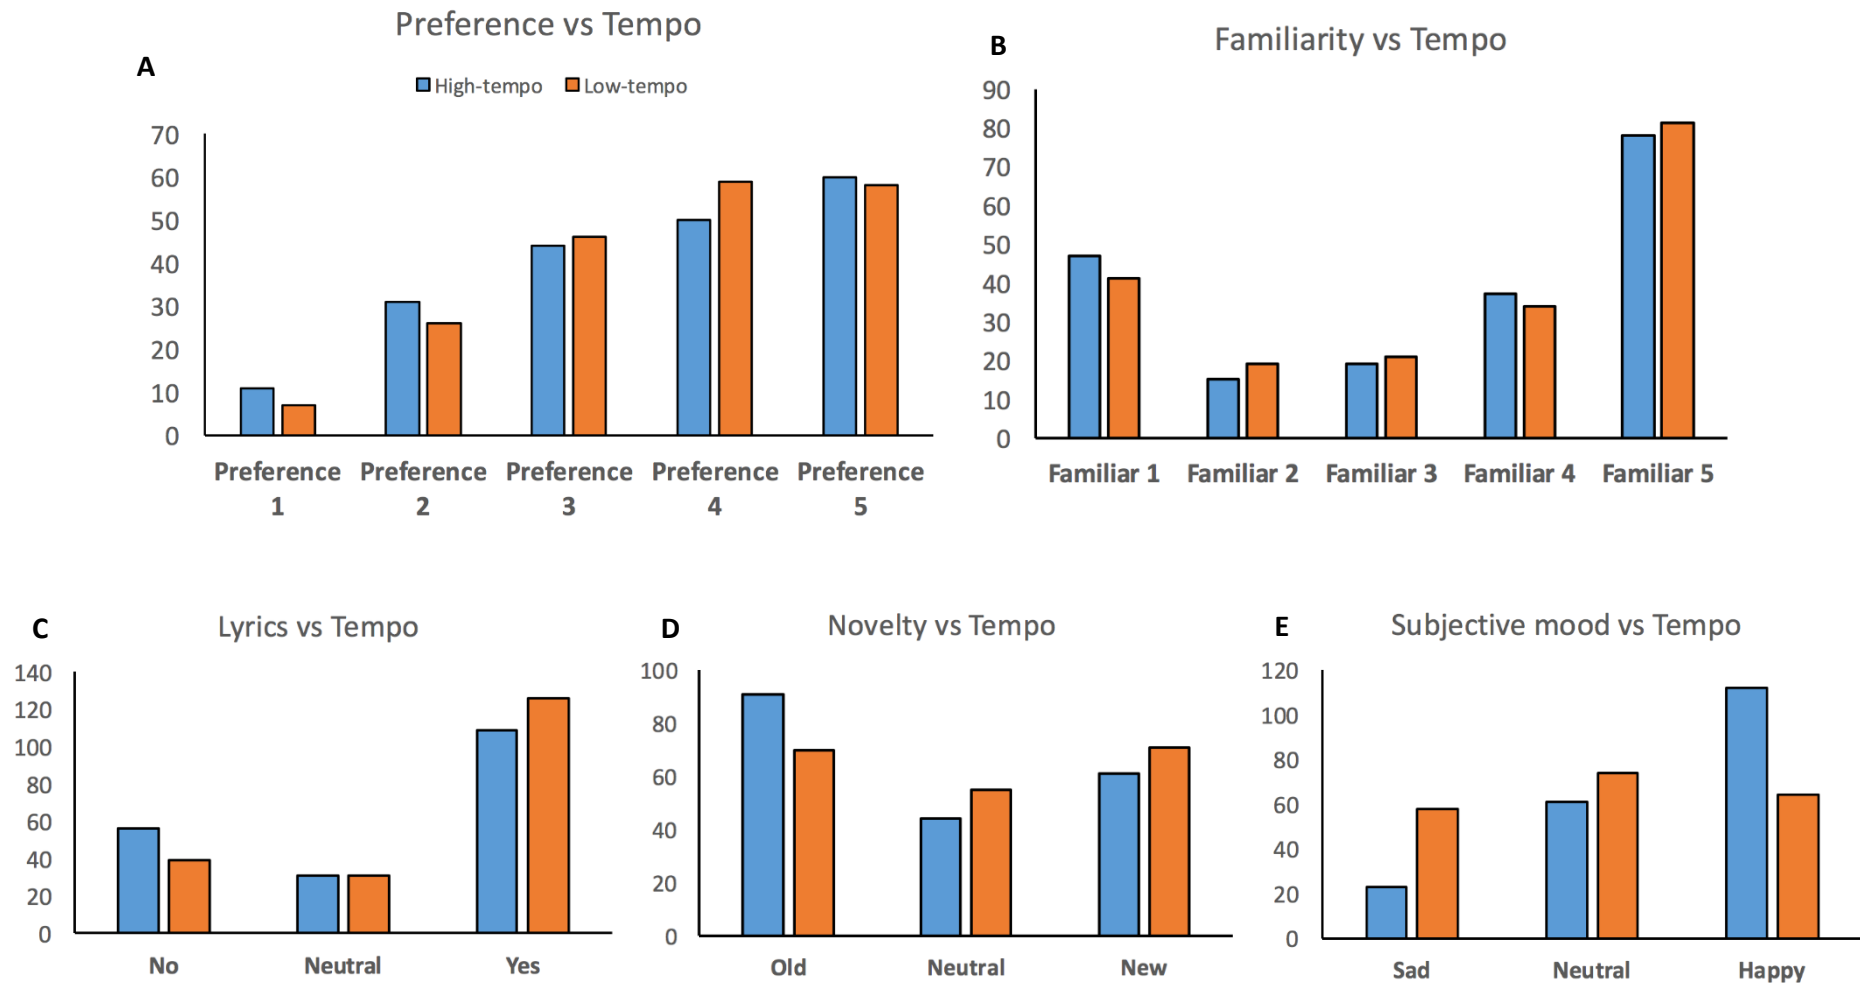 A
Preference vs Tempo
High-tempo Low-tempo
70
60
50
40
30
20
10
0
Preference 1
Preference 2
Preference 3
Preference 4
Preference 5
B
Familiarity vs Tempo
90
80
70
60
50
40
30
20
10
0
Familiar 1 Familiar 2 Familiar 3 Familiar 4 Familiar 5
C
Lyrics vs Tempo
140
120
100
80
60
40
20
0
No Neutral Yes
D
Novelty vs Tempo
100
80
60
40
20
0
Old Neutral New
E
Subjective mood vs Tempo
120
100
80
60
40
20
0
Sad Neutral Happy